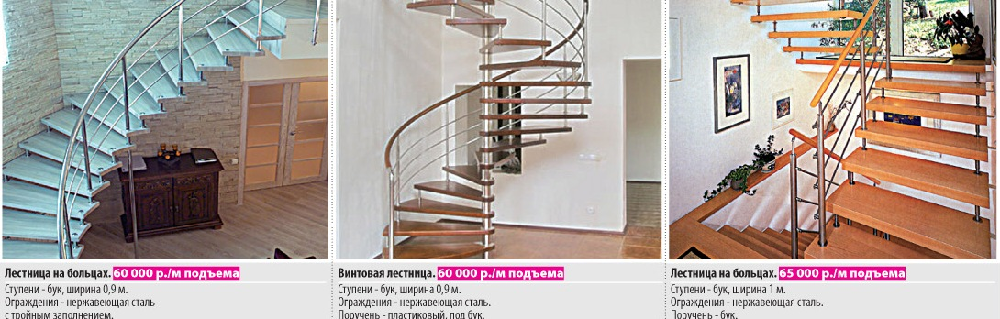 Лестница на больцах. 60 000 р./м подъема
Ступени - бук, ширина 0,9 м.
Ограждения - нержавеющая сталь
с тройным заполнением.
Винтовая лестница. 60 000 р./м подъема
Ступени - бук, ширина 0,9 м.
Ограждения - нержавеющая сталь.
Поручень - пластиковый, под бук.
Лестница на больцах. 65 000 р./м подъема
Ступени - бук, ширина 1 м.
Ограждения - нержавеющая сталь.
Поручень - бук.